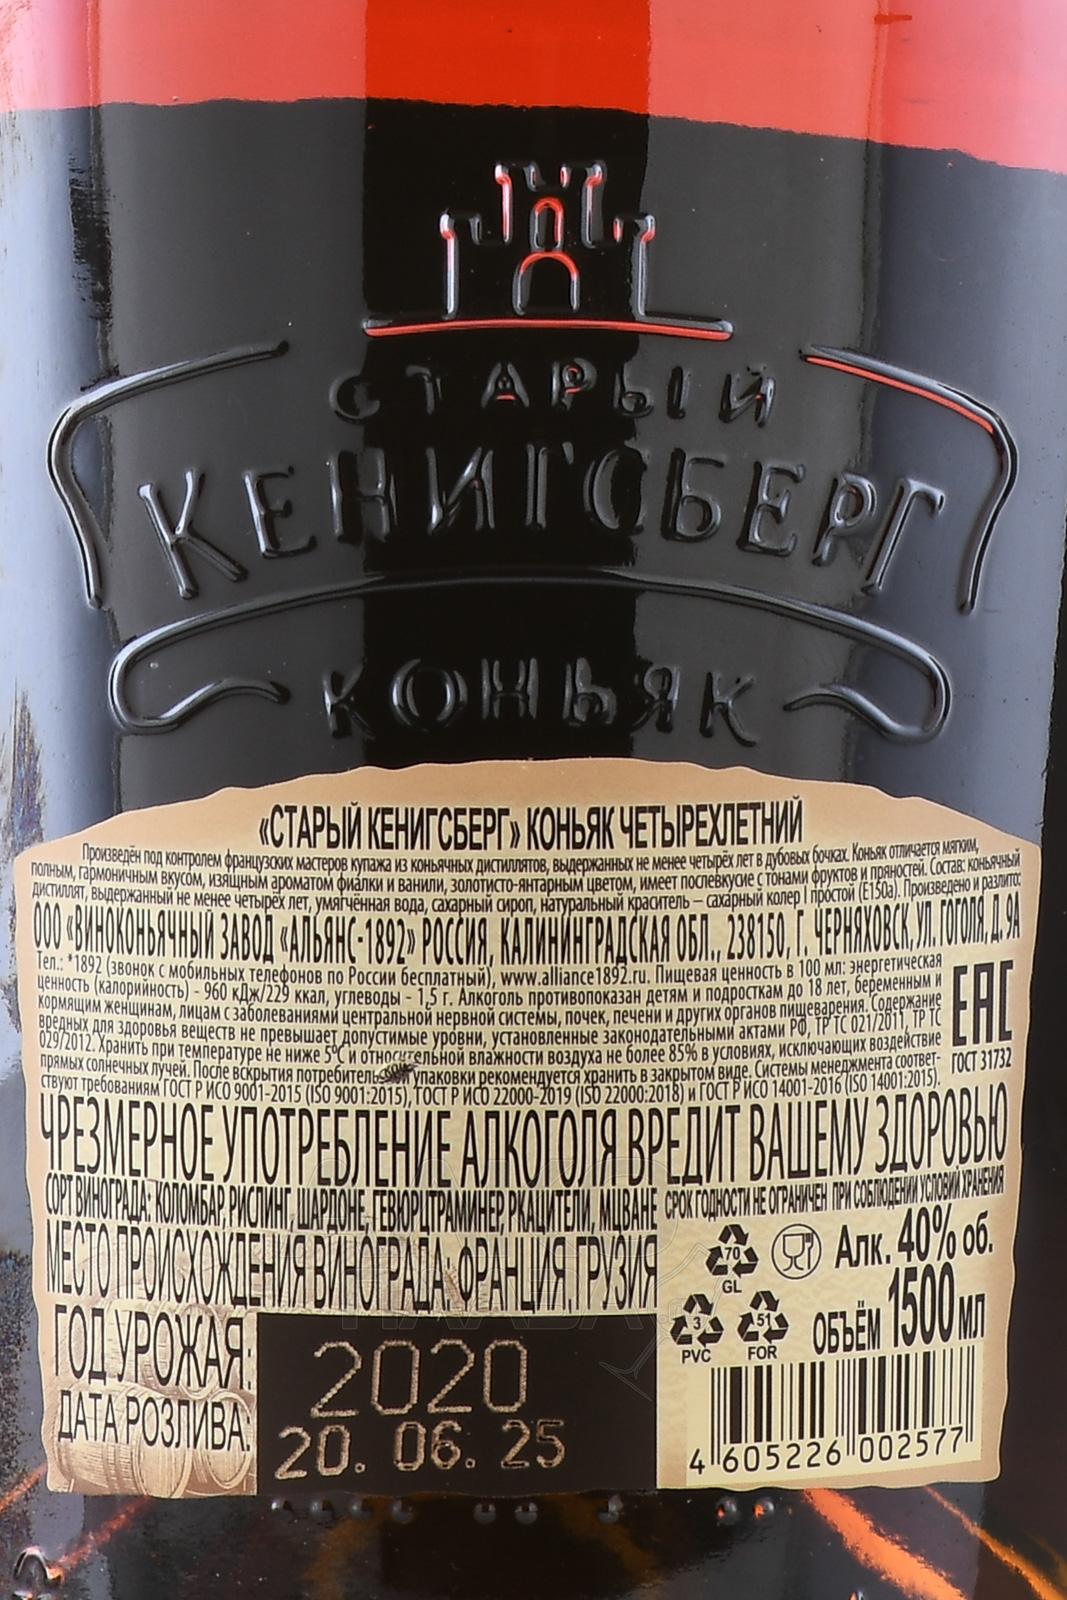 СТАРЫЙ
КЕНИГСБЕРГ
КОНЬЯК
«СТАРЫЙ КЕНИГСБЕРГ» КОНЬЯК ЧЕТЫРЕХЛЕТНИЙ
Произведён под контролем французских мастеров купажа из коньячных дистиллятов, выдержанных не менее четырёх лет в дубовых бочках. Коньяк отличается мягким,
полным, гармоничным вкусом, изящным ароматом фиалки и ванили, золотисто-янтарным цветом, имеет послевкусие с тонами фруктов и пряностей. Состав: коньячный
дистиллят, выдержанный не менее четырёх лет, умягчённая вода, сахарный сироп, натуральный краситель – сахарный колер I простой (Е150а). Произведено и разлито:
ООО «ВИНОКОНЬЯЧНЫЙ ЗАВОД «АЛЬЯНС-1892» РОССИЯ, КАЛИНИНГРАДСКАЯ ОБЛ., 238150, Г. ЧЕРНЯХОВСК, УЛ. ГОГОЛЯ, Д. 9А
Тел.: *1892 (звонок с мобильных телефонов по России бесплатный), www.alliance1892.ru. Пищевая ценность в 100 мл: энергетическая
ценность (калорийность) - 960 кДж/229 ккал, углеводы - 1,5 г. Алкоголь противопоказан детям и подросткам до 18 лет, беременным и
кормящим женщинам, лицам с заболеваниями центральной нервной системы, почек, печени и других органов пищеварения. Содержание
вредных для здоровья веществ не превышает допустимые уровни, установленные законодательными актами РФ, ТР ТС 021/2011, ТР ТС
029/2012. Хранить при температуре не ниже 5°С и относительной влажности воздуха не более 85% в условиях, исключающих воздействие
прямых солнечных лучей. После вскрытия потребительской упаковки рекомендуется хранить в закрытом виде. Системы менеджмента соответ-
ствуют требованиям ГОСТ Р ИСО 9001-2015 (ISO 9001:2015), ГОСТ Р ИСО 22000-2019 (ISO 22000:2018) и ГОСТ Р ИСО 14001-2016 (ISO 14001:2015).
ЕАС
ГОСТ 31732
ЧРЕЗМЕРНОЕ УПОТРЕБЛЕНИЕ АЛКОГОЛЯ ВРЕДИТ ВАШЕМУ ЗДОРОВЬЮ
СОРТ ВИНОГРАДА: КОЛОМБАР, РИСЛИНГ, ШАРДОНЕ, ГЕВЮРЦТРАМИНЕР, РКАЦИТЕЛИ, МЦВАНЕ
СРОК ГОДНОСТИ НЕ ОГРАНИЧЕН ПРИ СОБЛЮДЕНИИ УСЛОВИЙ ХРАНЕНИЯ
МЕСТО ПРОИСХОЖДЕНИЯ ВИНОГРАДА: ФРАНЦИЯ, ГРУЗИЯ
70
GL
Алк. 40% об.
3
PVC
51
FOR
ОБЪЁМ 1500 мл
ГОД УРОЖАЯ:
2020
ДАТА РОЗЛИВА:
20. 06. 25
4 605226 002577